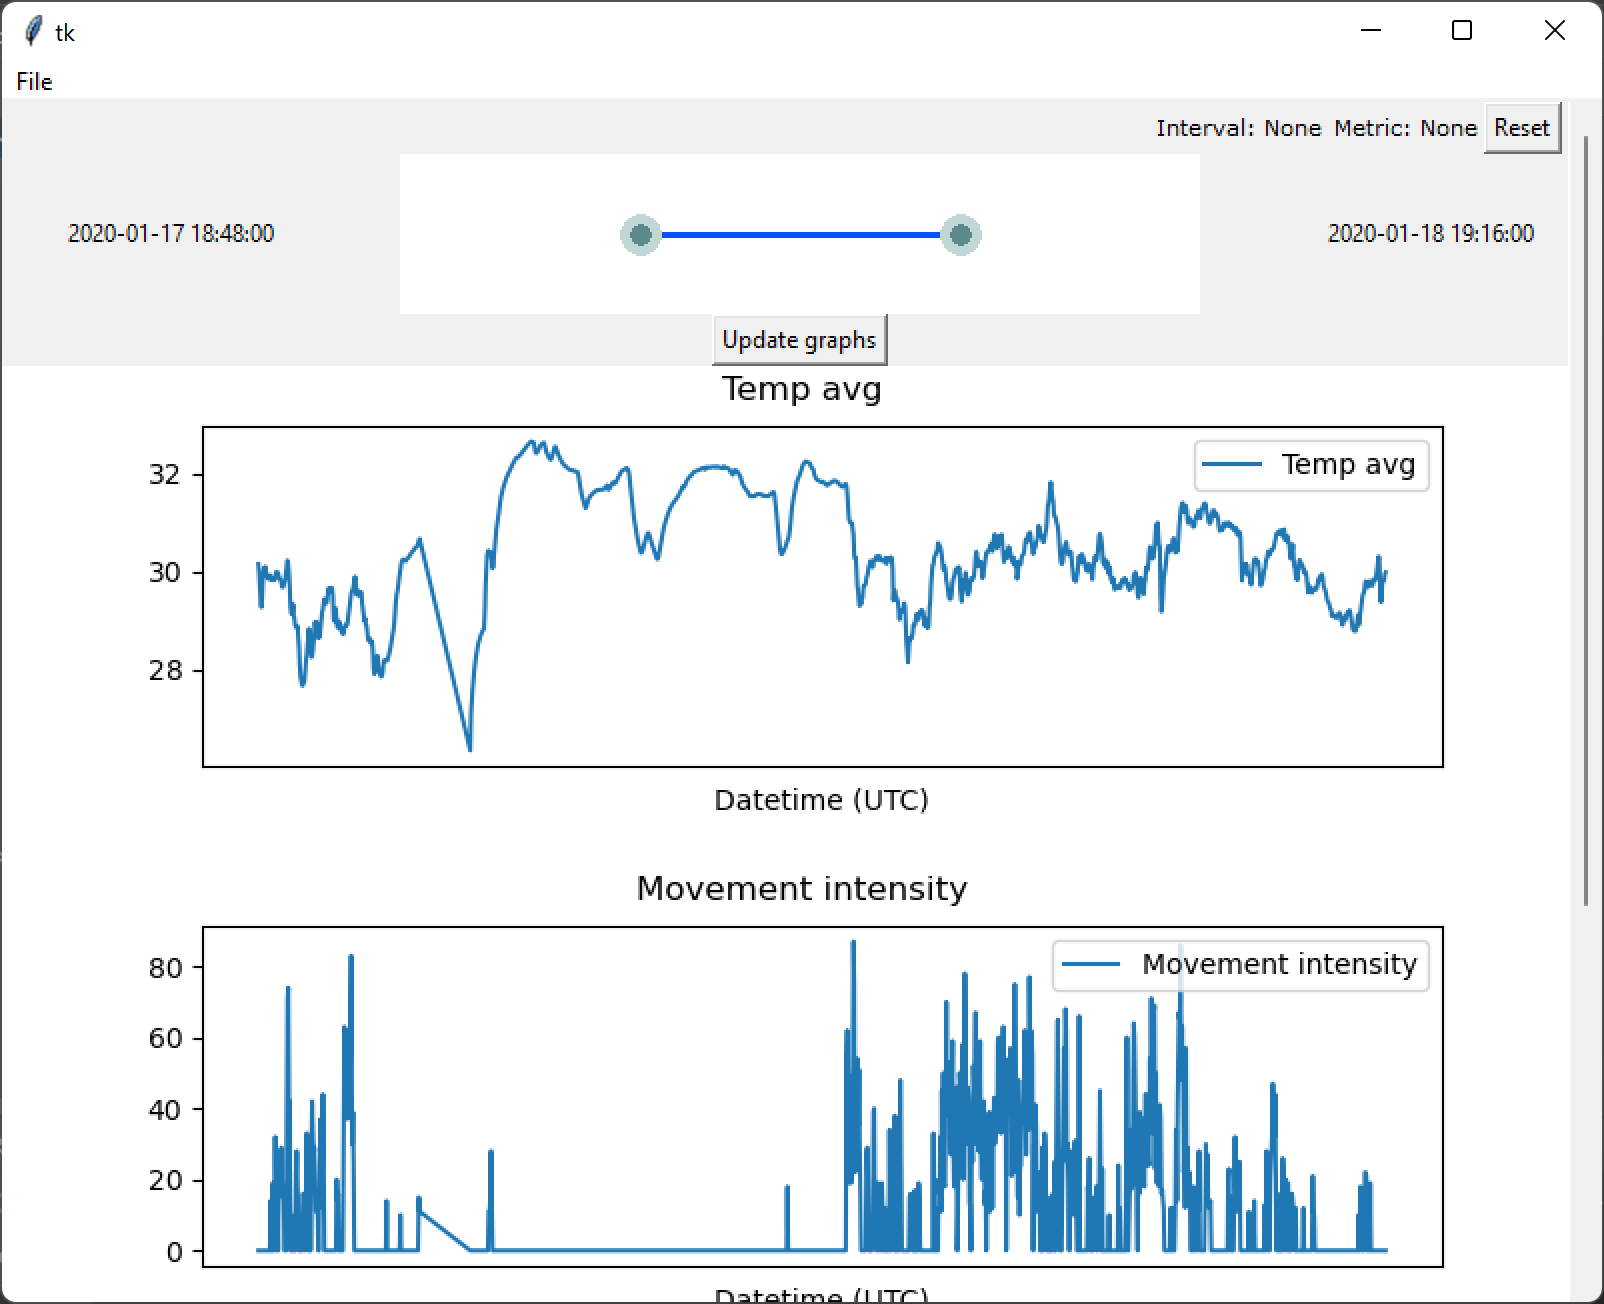 tk
File
Interval: None Metric: None Reset
2020-01-17 18:48:00
2020-01-18 19:16:00
Update graphs
Temp avg
Temp avg
32
30
28
Datetime (UTC)
Movement intensity
Movement intensity
80
60
40
20
0
Datetime (UTC)